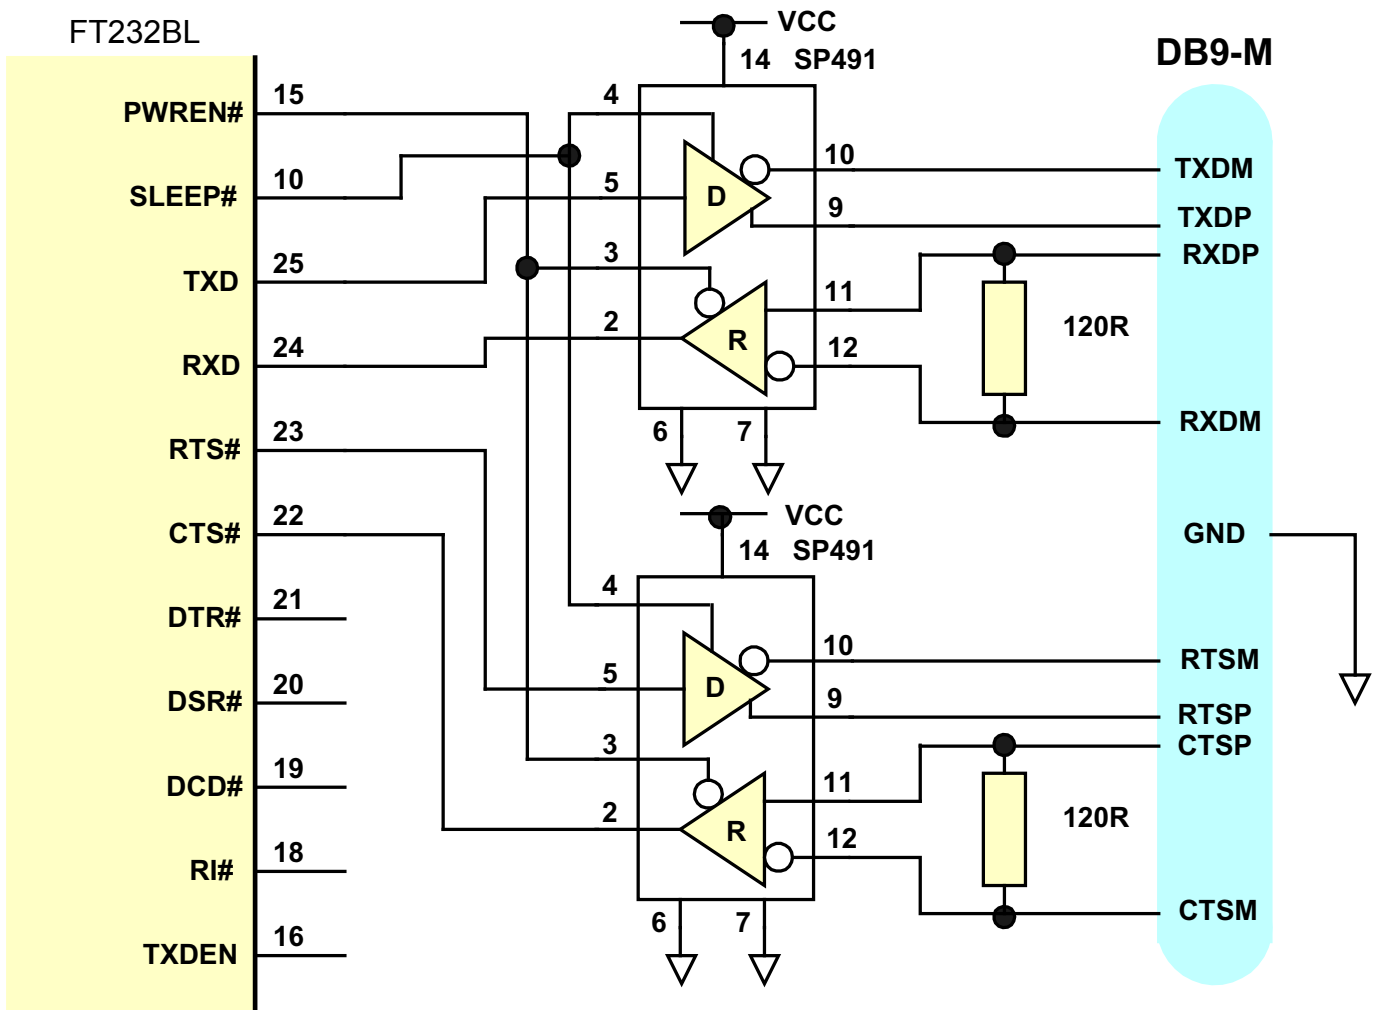 FT232BL
VCC
14 SP491
DB9-M
PWREN# 15
SLEEP# 10
TXD 25
RXD 24
RTS# 23
CTS# 22
DTR# 21
DSR# 20
DCD# 19
RI# 18
TXDEN 16
4
5
3
2
D
R
10
9
11
12
6 7
TXDM
TXDP
RXDP
120R
RXDM
GND
VCC
14 SP491
4
5
3
2
D
R
10
9
11
12
6 7
RTSM
RTSP
CTSP
120R
CTSM